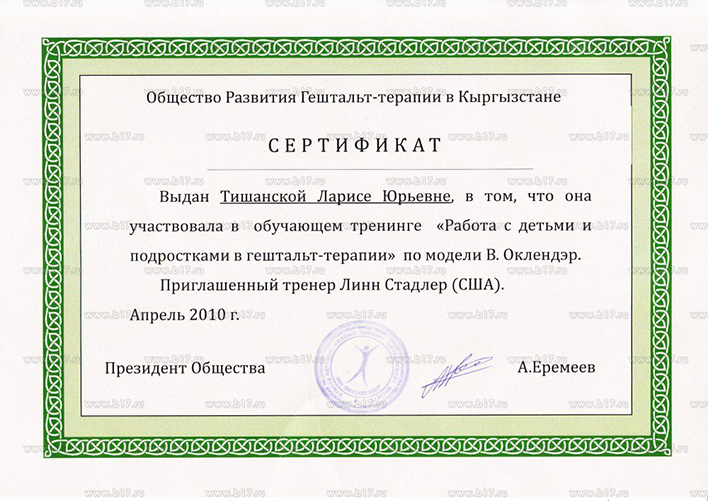 Общество Развития Гештальт-терапии в Кыргызстане
СЕРТИФИКАТ
Выдан Тишанской Ларисе Юрьевне, в том, что она
участвовала в обучающем тренинге «Работа с детьми и
подростками в гештальт-терапии» по модели В. Оклендэр.
Приглашенный тренер Линн Стадлер (США).
Апрель 2010 г.
Президент Общества
А.Еремеев
www.b17.ru